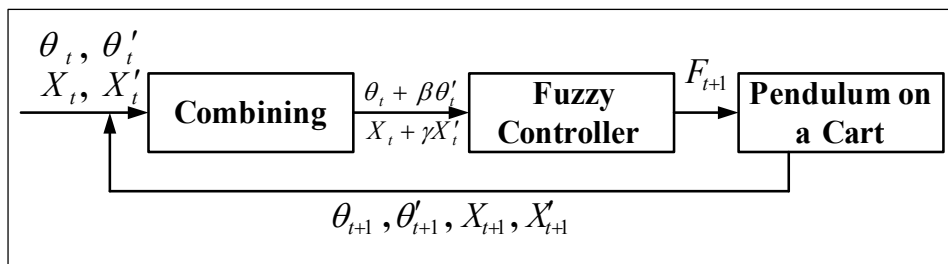 θ_t , θ′_t
X_t, X′_t
Combining
θ_t + βθ′_t
X_t + γX′_t
Fuzzy
Controller
F_{t+1}
Pendulum on
a Cart
θ_{t+1} ,θ′_{t+1} , X_{t+1} , X′_{t+1}